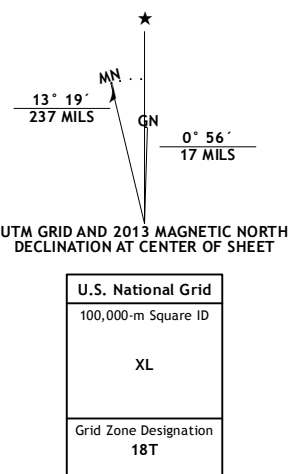 ★
MN
13° 19´
237 MILS
GN
0° 56´
17 MILS
UTM GRID AND 2013 MAGNETIC NORTH
DECLINATION AT CENTER OF SHEET
U.S. National Grid
100,000-m Square ID
XL
Grid Zone Designation
18T